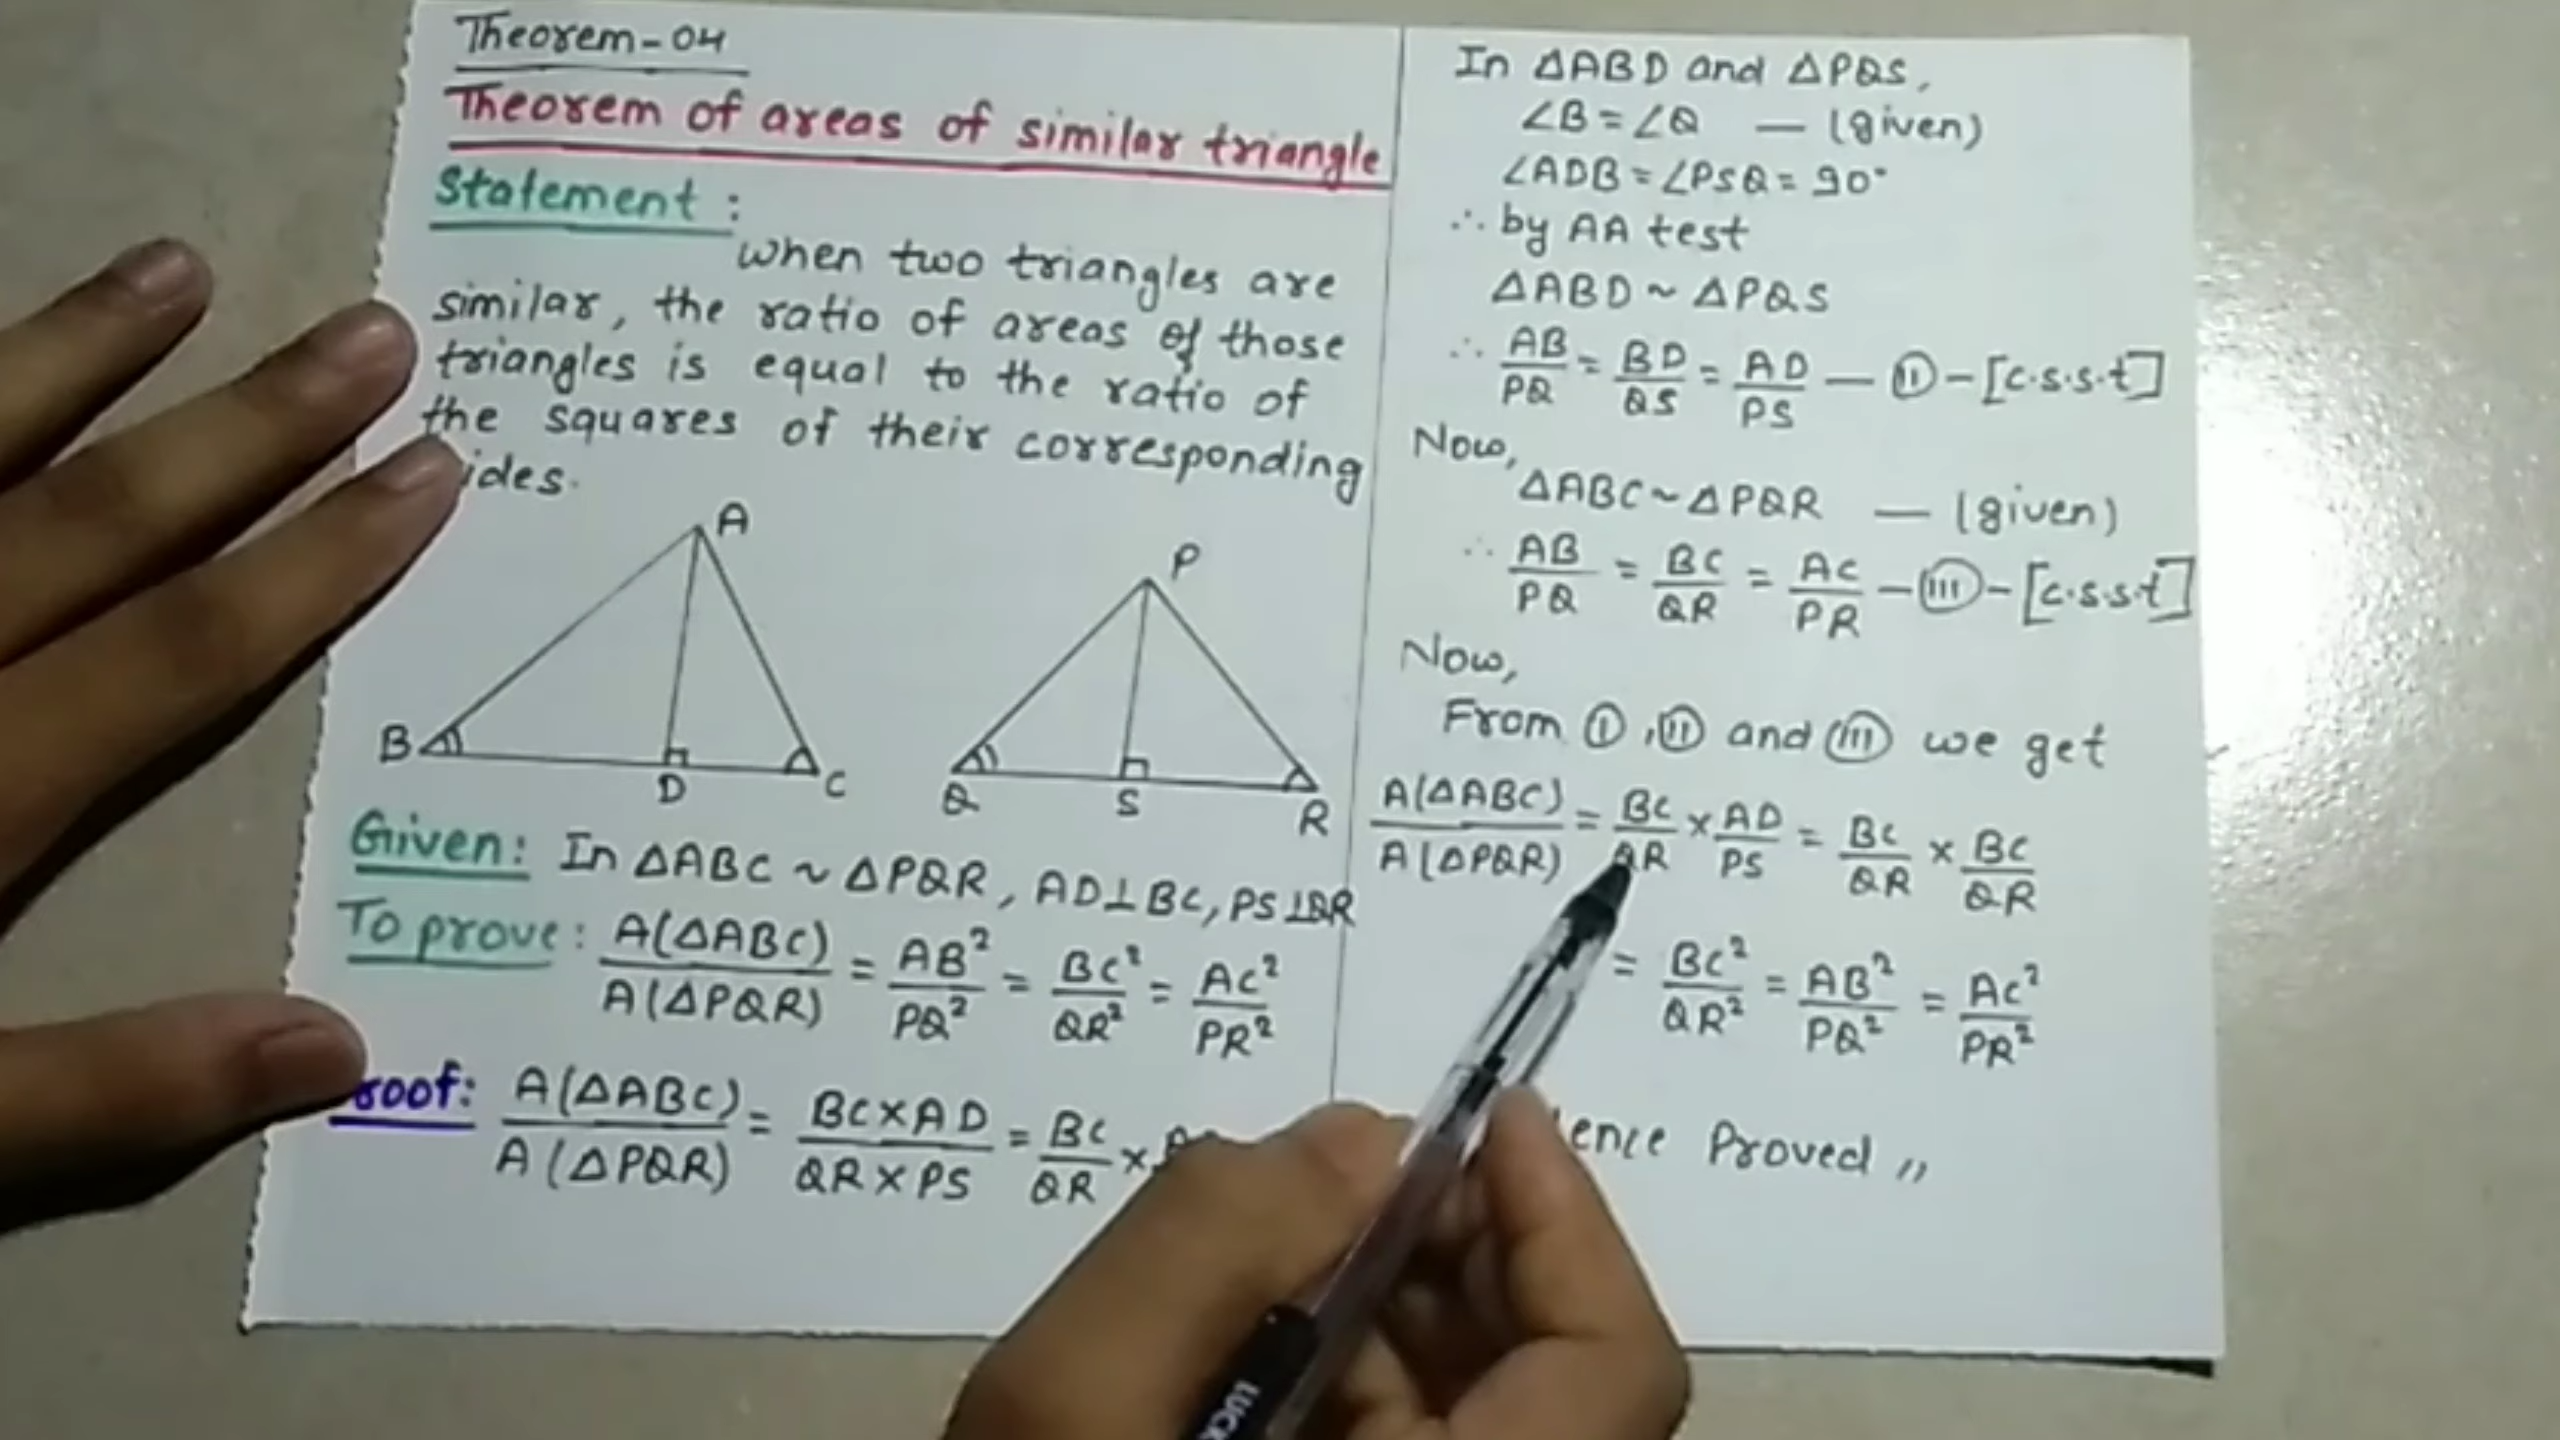 Theorem-04
Theorem of areas of similar triangle
Statement :
When two triangles are
similar, the ratio of areas of those
triangles is equal to the ratio of
the squares of their corresponding
ides.
A
P
B
D
C
Q
S
R
Given: In ΔABC ~ ΔPQR, AD⊥BC, PS⊥QR
To prove: A(ΔABC)/A(ΔPQR) = AB²/PQ² = BC²/QR² = AC²/PR²
roof: A(ΔABC)/A(ΔPQR) = BC×AD/QR×PS = BC/QR ×
In ΔABD and ΔPQS,
∠B = ∠Q — (given)
∠ADB = ∠PSQ = 90°
∴ by AA test
ΔABD ~ ΔPQS
∴ AB/PQ = BD/QS = AD/PS — (II) - [c.s.s.t]
Now,
ΔABC ~ ΔPQR — (given)
∴ AB/PQ = BC/QR = AC/PR — (III) - [c.s.s.t]
Now,
From (I), (II) and (III) we get
A(ΔABC)/A(ΔPQR) = BC/QR × AD/PS = BC/QR × BC/QR
= BC²/QR² = AB²/PQ² = AC²/PR²
ence Proved ,,
LUCK